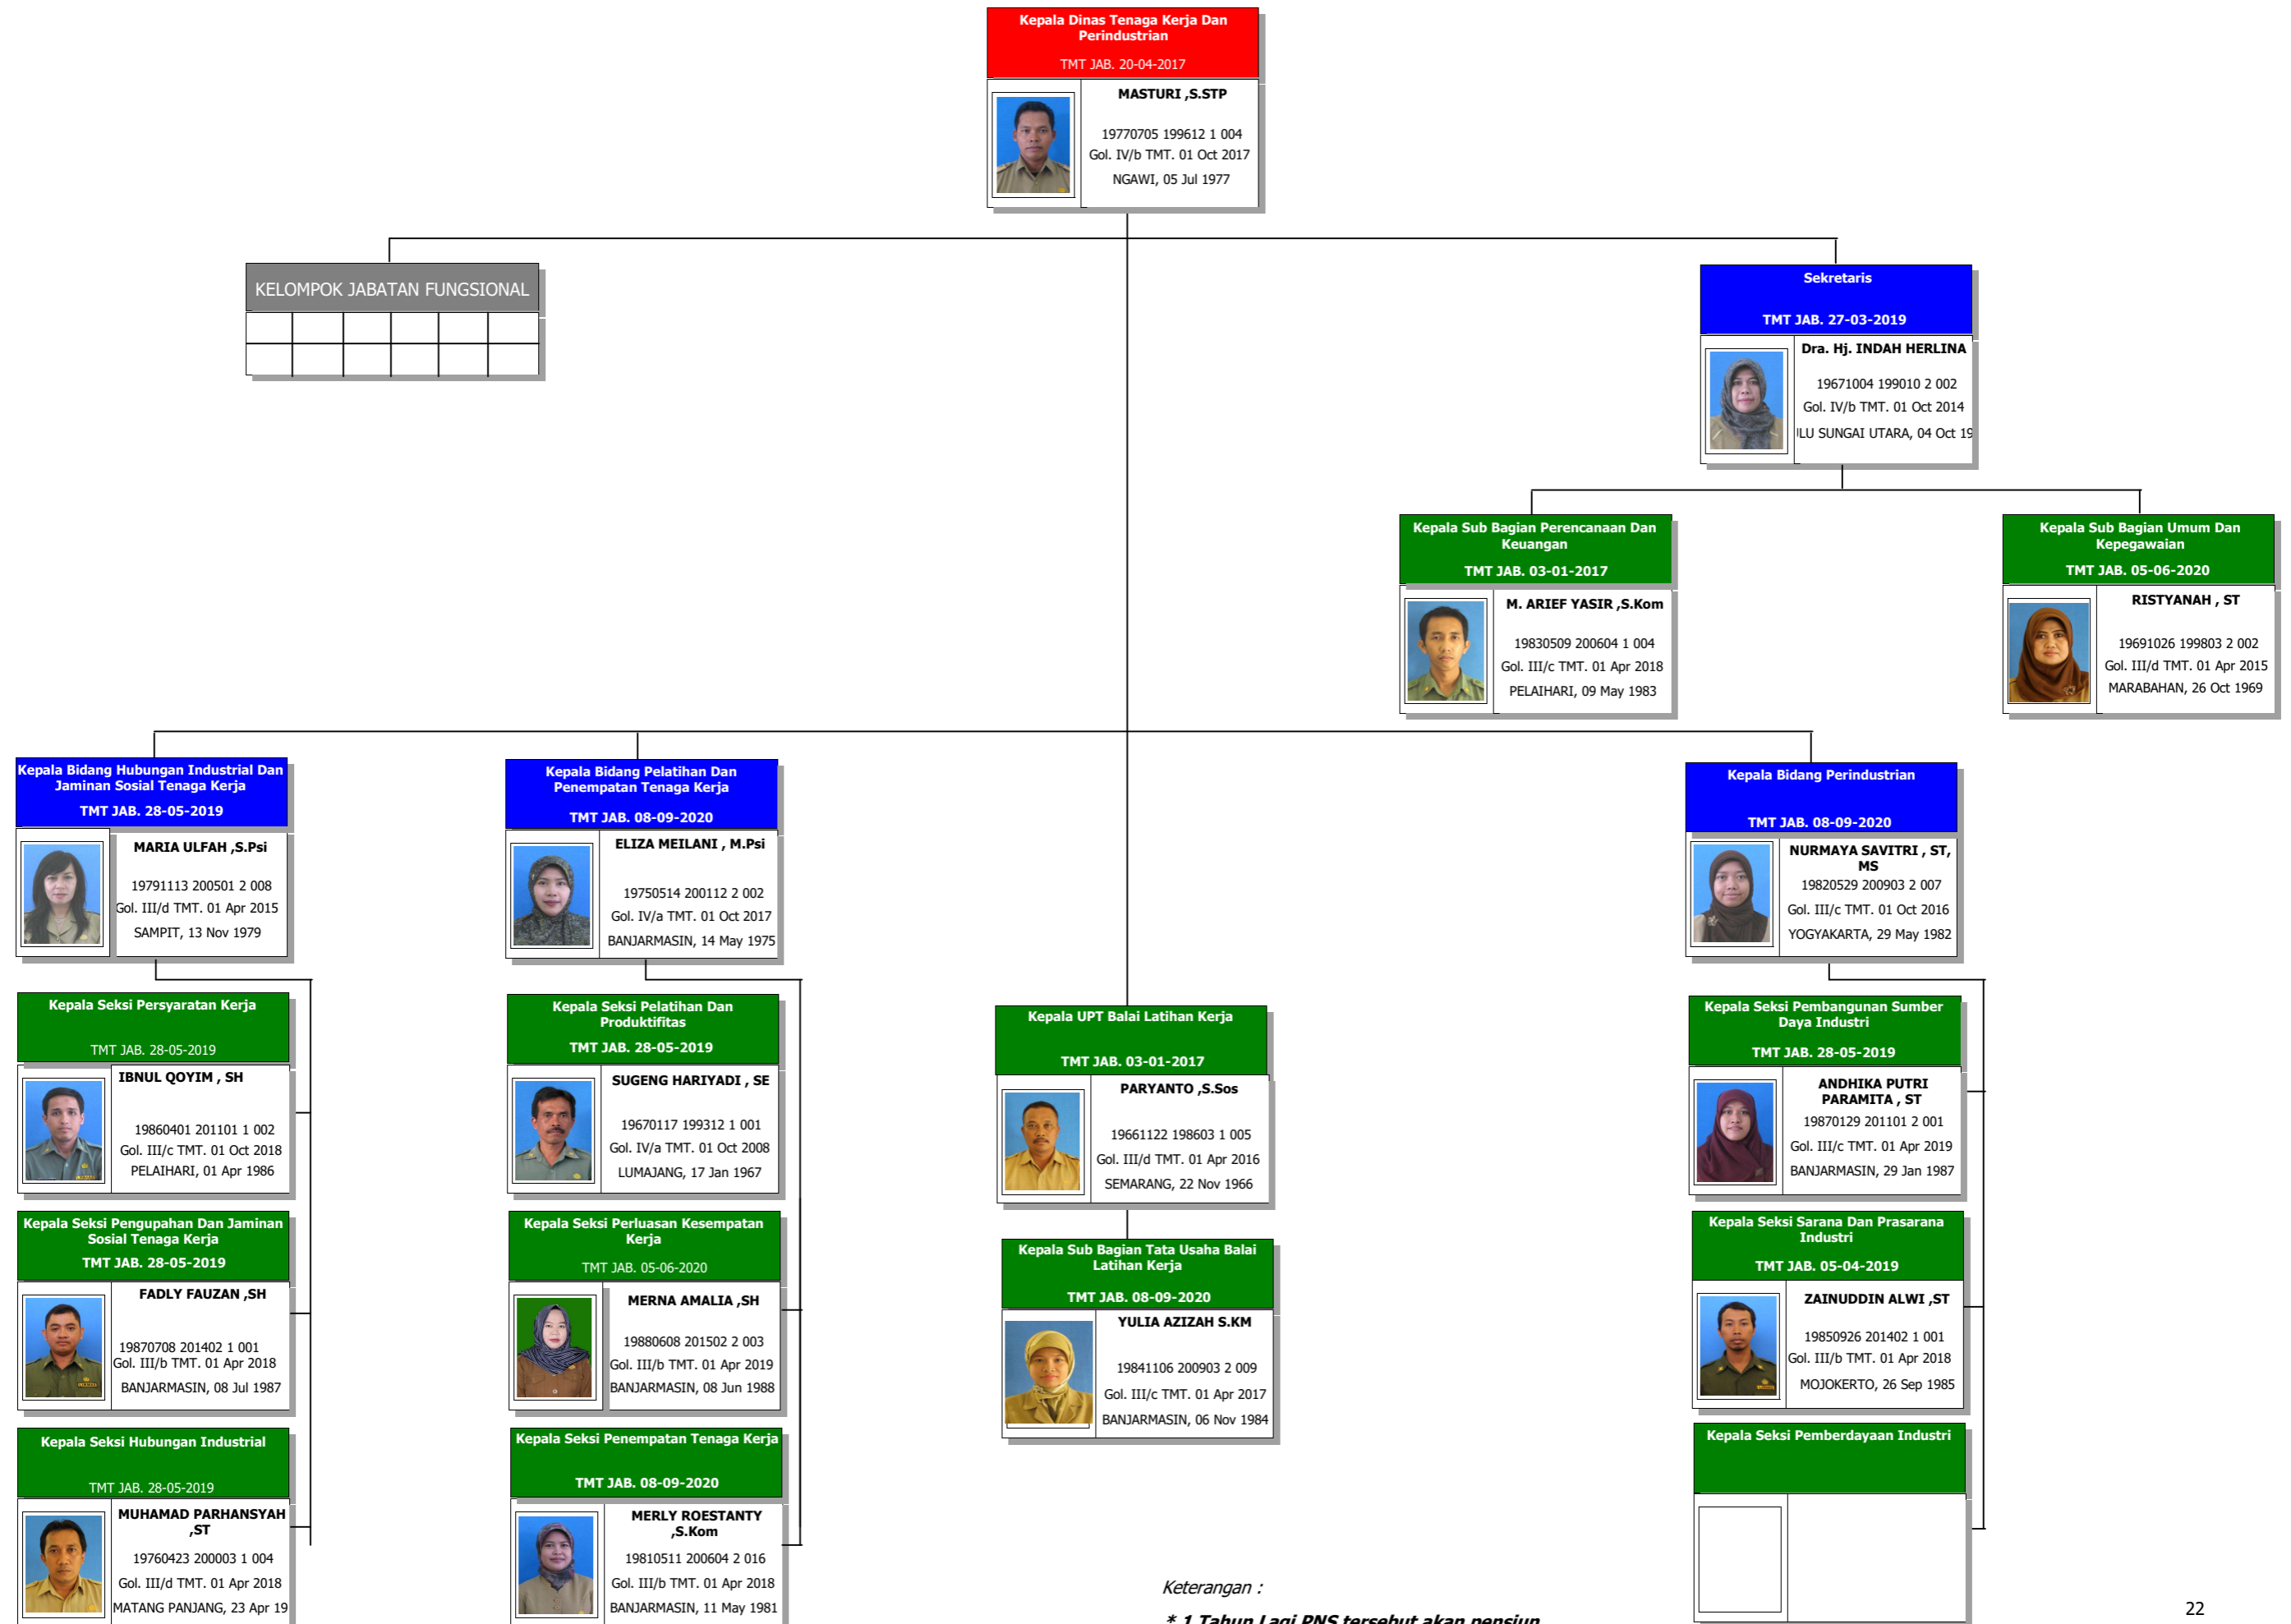 Kepala Dinas Tenaga Kerja Dan
Perindustrian
TMT JAB. 20-04-2017
MASTURI ,S.STP
19770705 199612 1 004
Gol. IV/b TMT. 01 Oct 2017
NGAWI, 05 Jul 1977
KELOMPOK JABATAN FUNGSIONAL
Sekretaris
TMT JAB. 27-03-2019
Dra. Hj. INDAH HERLINA
19671004 199010 2 002
Gol. IV/b TMT. 01 Oct 2014
LU SUNGAI UTARA, 04 Oct 19
Kepala Sub Bagian Perencanaan Dan
Keuangan
TMT JAB. 03-01-2017
M. ARIEF YASIR ,S.Kom
19830509 200604 1 004
Gol. III/c TMT. 01 Apr 2018
PELAIHARI, 09 May 1983
Kepala Sub Bagian Umum Dan
Kepegawaian
TMT JAB. 05-06-2020
RISTYANAH , ST
19691026 199803 2 002
Gol. III/d TMT. 01 Apr 2015
MARABAHAN, 26 Oct 1969
Kepala Bidang Hubungan Industrial Dan
Jaminan Sosial Tenaga Kerja
TMT JAB. 28-05-2019
MARIA ULFAH ,S.Psi
19791113 200501 2 008
Gol. III/d TMT. 01 Apr 2015
SAMPIT, 13 Nov 1979
Kepala Bidang Pelatihan Dan
Penempatan Tenaga Kerja
TMT JAB. 08-09-2020
ELIZA MEILANI , M.Psi
19750514 200112 2 002
Gol. IV/a TMT. 01 Oct 2017
BANJARMASIN, 14 May 1975
Kepala Bidang Perindustrian
TMT JAB. 08-09-2020
NURMAYA SAVITRI , ST,
MS
19820529 200903 2 007
Gol. III/c TMT. 01 Oct 2016
YOGYAKARTA, 29 May 1982
Kepala Seksi Persyaratan Kerja
TMT JAB. 28-05-2019
IBNUL QOYIM , SH
19860401 201101 1 002
Gol. III/c TMT. 01 Oct 2018
PELAIHARI, 01 Apr 1986
Kepala Seksi Pelatihan Dan
Produktifitas
TMT JAB. 28-05-2019
SUGENG HARIYADI , SE
19670117 199312 1 001
Gol. IV/a TMT. 01 Oct 2008
LUMAJANG, 17 Jan 1967
Kepala UPT Balai Latihan Kerja
TMT JAB. 03-01-2017
PARYANTO ,S.Sos
19661122 198603 1 005
Gol. III/d TMT. 01 Apr 2016
SEMARANG, 22 Nov 1966
Kepala Seksi Pembangunan Sumber
Daya Industri
TMT JAB. 28-05-2019
ANDHIKA PUTRI
PARAMITA , ST
19870129 201101 2 001
Gol. III/c TMT. 01 Apr 2019
BANJARMASIN, 29 Jan 1987
Kepala Seksi Pengupahan Dan Jaminan
Sosial Tenaga Kerja
TMT JAB. 28-05-2019
FADLY FAUZAN ,SH
19870708 201402 1 001
Gol. III/b TMT. 01 Apr 2018
BANJARMASIN, 08 Jul 1987
Kepala Seksi Perluasan Kesempatan
Kerja
TMT JAB. 05-06-2020
MERNA AMALIA ,SH
19880608 201502 2 003
Gol. III/b TMT. 01 Apr 2019
BANJARMASIN, 08 Jun 1988
Kepala Sub Bagian Tata Usaha Balai
Latihan Kerja
TMT JAB. 08-09-2020
YULIA AZIZAH S.KM
19841106 200903 2 009
Gol. III/c TMT. 01 Apr 2017
BANJARMASIN, 06 Nov 1984
Kepala Seksi Sarana Dan Prasarana
Industri
TMT JAB. 05-04-2019
ZAINUDDIN ALWI ,ST
19850926 201402 1 001
Gol. III/b TMT. 01 Apr 2018
MOJOKERTO, 26 Sep 1985
Kepala Seksi Hubungan Industrial
TMT JAB. 28-05-2019
MUHAMAD PARHANSYAH
,ST
19760423 200003 1 004
Gol. III/d TMT. 01 Apr 2018
MATANG PANJANG, 23 Apr 19
Kepala Seksi Penempatan Tenaga Kerja
TMT JAB. 08-09-2020
MERLY ROESTANTY
,S.Kom
19810511 200604 2 016
Gol. III/b TMT. 01 Apr 2018
BANJARMASIN, 11 May 1981
Kepala Seksi Pemberdayaan Industri
Keterangan :
* 1 Tahun Lagi PNS tersebut akan pensiun
22